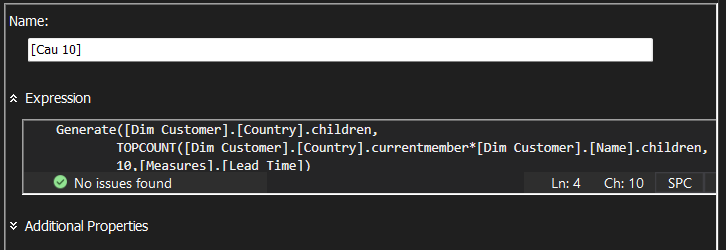 Name:
[Cau 10]
Expression
Generate([Dim Customer].[Country].children,
TOPCOUNT([Dim Customer].[Country].currentmember*[Dim Customer].[Name].children,
10,[Measures].[Lead Time])
No issues found Ln: 4 Ch: 10 SPC
Additional Properties